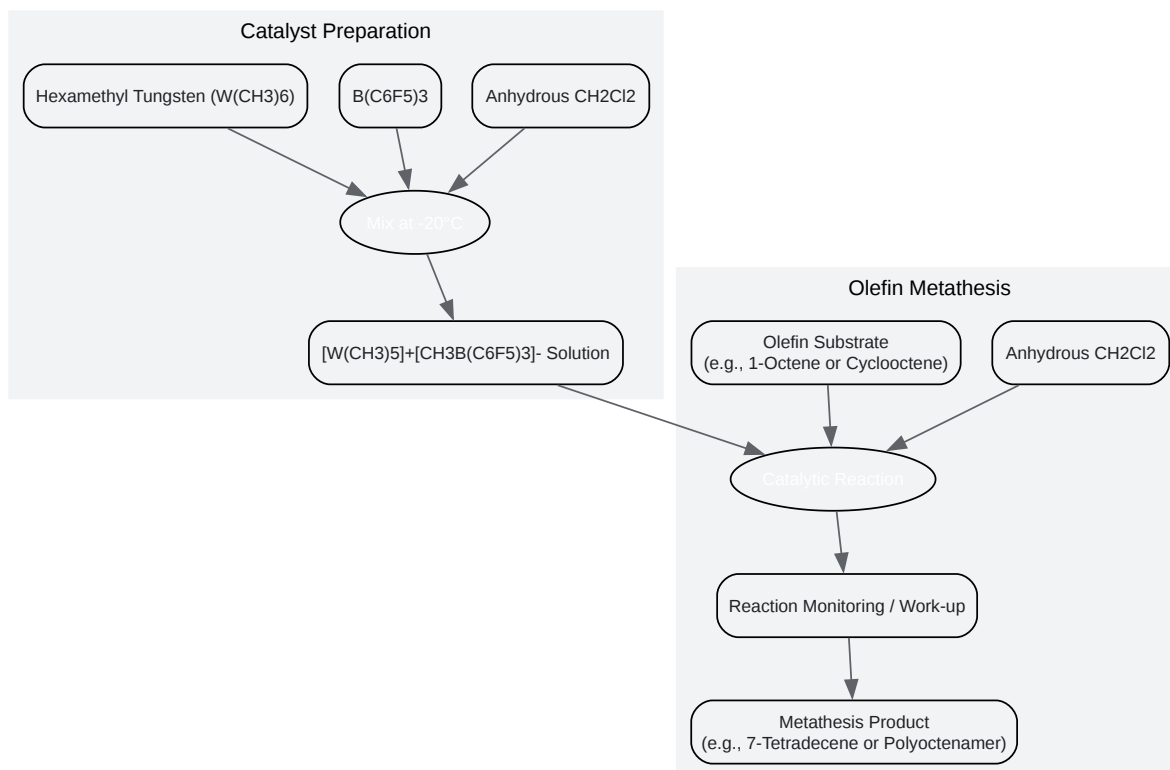 Catalyst Preparation
Hexamethyl Tungsten (W(CH3)6)
B(C6F5)3
Anhydrous CH2Cl2
Mix at -20°C
[W(CH3)5]+[CH3B(C6F5)3]- Solution
Olefin Metathesis
Olefin Substrate
(e.g., 1-Octene or Cyclooctene)
Anhydrous CH2Cl2
Catalytic Reaction
Reaction Monitoring / Work-up
Metathesis Product
(e.g., 7-Tetradecene or Polyoctenamer)